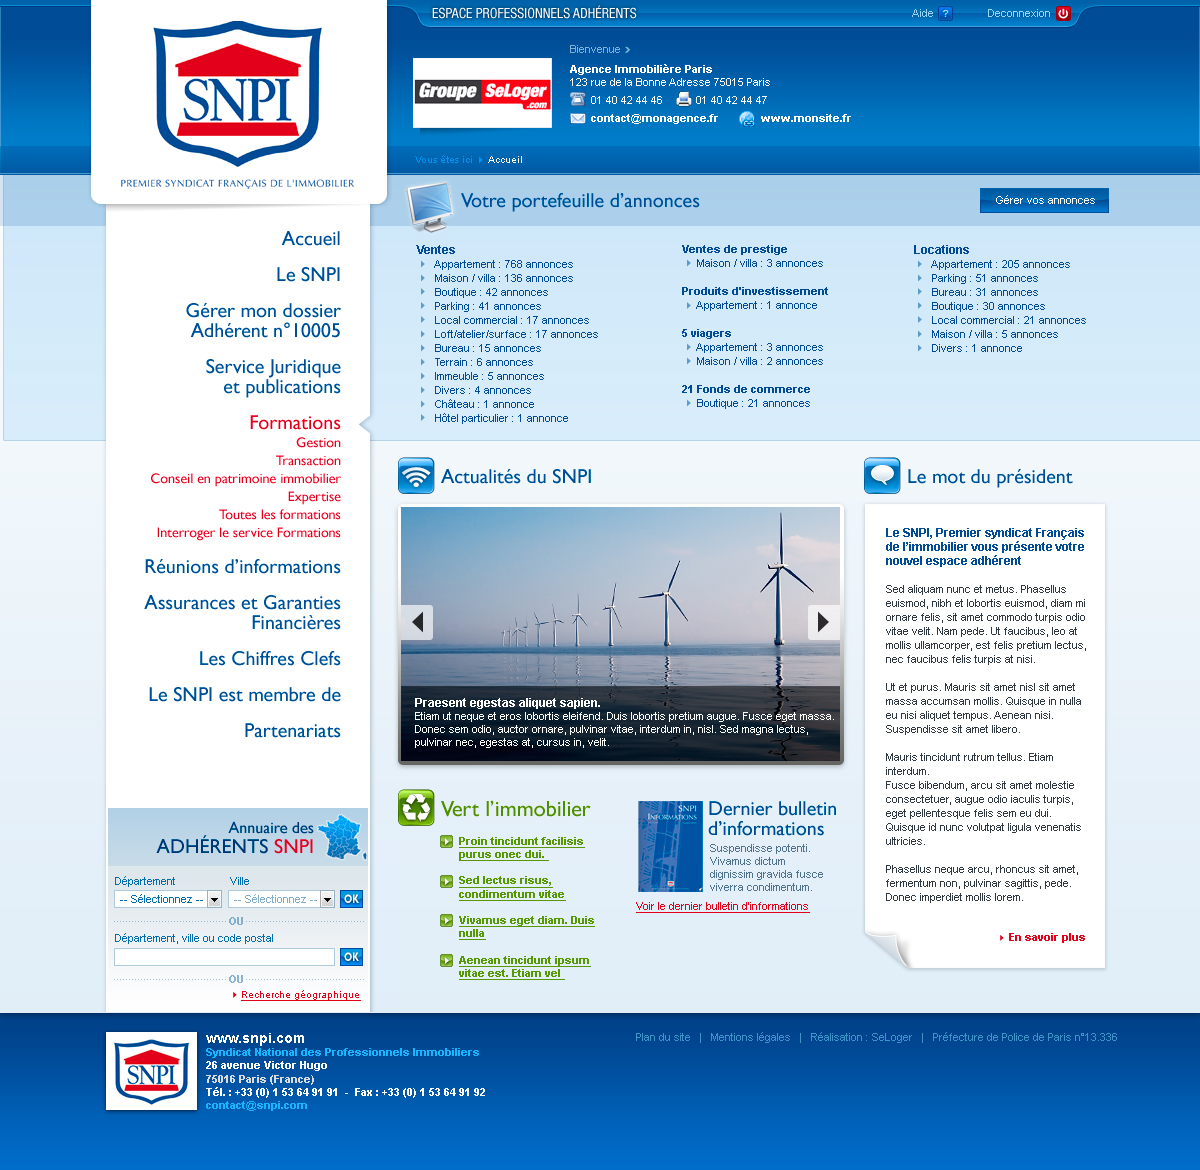 ESPACE PROFESSIONNELS ADHÉRENTS
Aide ?
Deconnexion
SNPI
PREMIER SYNDICAT FRANÇAIS DE L'IMMOBILIER
Groupe SeLoger.com
Bienvenue
Agence Immobilière Paris
123 rue de la Bonne Adresse 75015 Paris
01 40 42 44 46 01 40 42 44 47
contact@monagence.fr www.monsite.fr
Vous êtes ici Accueil
Accueil
Le SNPI
Gérer mon dossier
Adhérent n°10005
Service Juridique
et publications
Formations
Gestion
Transaction
Conseil en patrimoine immobilier
Expertise
Toutes les formations
Interroger le service Formations
Réunions d'informations
Assurances et Garanties
Financières
Les Chiffres Clefs
Le SNPI est membre de
Partenariats
Annuaire des
ADHÉRENTS SNPI
Département Ville
-- Sélectionnez -- -- Sélectionnez -- OK
OU
Département, ville ou code postal
OK
OU
Recherche géographique
Votre portefeuille d'annonces
Gérer vos annonces
Ventes
Appartement : 768 annonces
Maison / villa : 136 annonces
Boutique : 42 annonces
Parking : 41 annonces
Local commercial : 17 annonces
Loft/atelier/surface : 17 annonces
Bureau : 15 annonces
Terrain : 6 annonces
Immeuble : 5 annonces
Divers : 4 annonces
Château : 1 annonce
Hôtel particulier : 1 annonce
Ventes de prestige
Maison / villa : 3 annonces
Produits d'investissement
Appartement : 1 annonce
5 viagers
Appartement : 3 annonces
Maison / villa : 2 annonces
21 Fonds de commerce
Boutique : 21 annonces
Locations
Appartement : 205 annonces
Parking : 51 annonces
Bureau : 31 annonces
Boutique : 30 annonces
Local commercial : 21 annonces
Maison / villa : 5 annonces
Divers : 1 annonce
Actualités du SNPI
Praesent egestas aliquet sapien.
Etiam ut neque et eros lobortis eleifend. Duis lobortis pretium augue. Fusce eget massa.
Donec sem odio, auctor ornare, pulvinar vitae, interdum in, nisl. Sed magna lectus,
pulvinar nec, egestas at, cursus in, velit.
Vert l'immobilier
Proin tincidunt facilisis
purus onec dui.
Sed lectus risus,
condimentum vitae
Vivamus eget diam. Duis
nulla
Aenean tincidunt ipsum
vitae est. Etiam vel
SNPI
INFORMATIONS
Dernier bulletin
d'informations
Suspendisse potenti.
Vivamus dictum
dignissim gravida fusce
viverra condimentum.
Voir le dernier bulletin d'informations
Le mot du président
Le SNPI, Premier syndicat Français
de l'immobilier vous présente votre
nouvel espace adhérent
Sed aliquam nunc et metus. Phasellus
euismod, nibh et lobortis euismod, diam mi
ornare felis, sit amet commodo turpis odio
vitae velit. Nam pede. Ut faucibus, leo at
mollis ullamcorper, est felis pretium lectus,
nec faucibus felis turpis at nisi.
Ut et purus. Mauris sit amet nisl sit amet
massa accumsan mollis. Quisque in nulla
eu nisi aliquet tempus. Aenean nisi.
Suspendisse sit amet libero.
Mauris tincidunt rutrum tellus. Etiam
interdum.
Fusce bibendum, arcu sit amet molestie
consectetuer, augue odio iaculis turpis,
eget pellentesque felis sem eu dui.
Quisque id nunc volutpat ligula venenatis
ultricies.
Phasellus neque arcu, rhoncus sit amet,
fermentum non, pulvinar sagittis, pede.
Donec imperdiet mollis lorem.
En savoir plus
SNPI
www.snpi.com
Syndicat National des Professionnels Immobiliers
26 avenue Victor Hugo
75016 Paris (France)
Tél. : +33 (0) 1 53 64 91 91 - Fax : +33 (0) 1 53 64 91 92
contact@snpi.com
Plan du site | Mentions légales | Réalisation : SeLoger | Préfecture de Police de Paris n°13.336